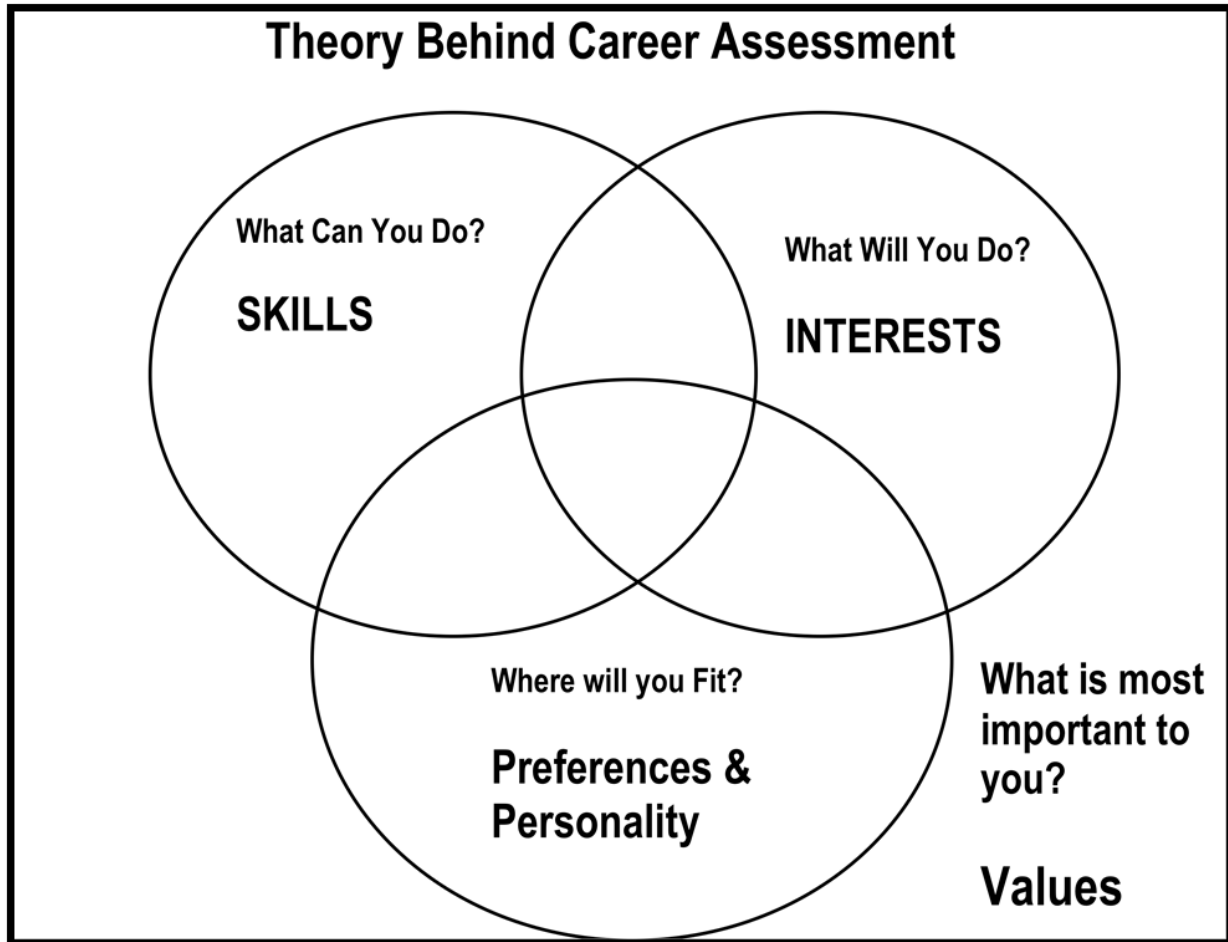 Theory Behind Career Assessment
What Can You Do?
SKILLS
What Will You Do?
INTERESTS
Where will you Fit?
Preferences &
Personality
What is most
important to
you?
Values